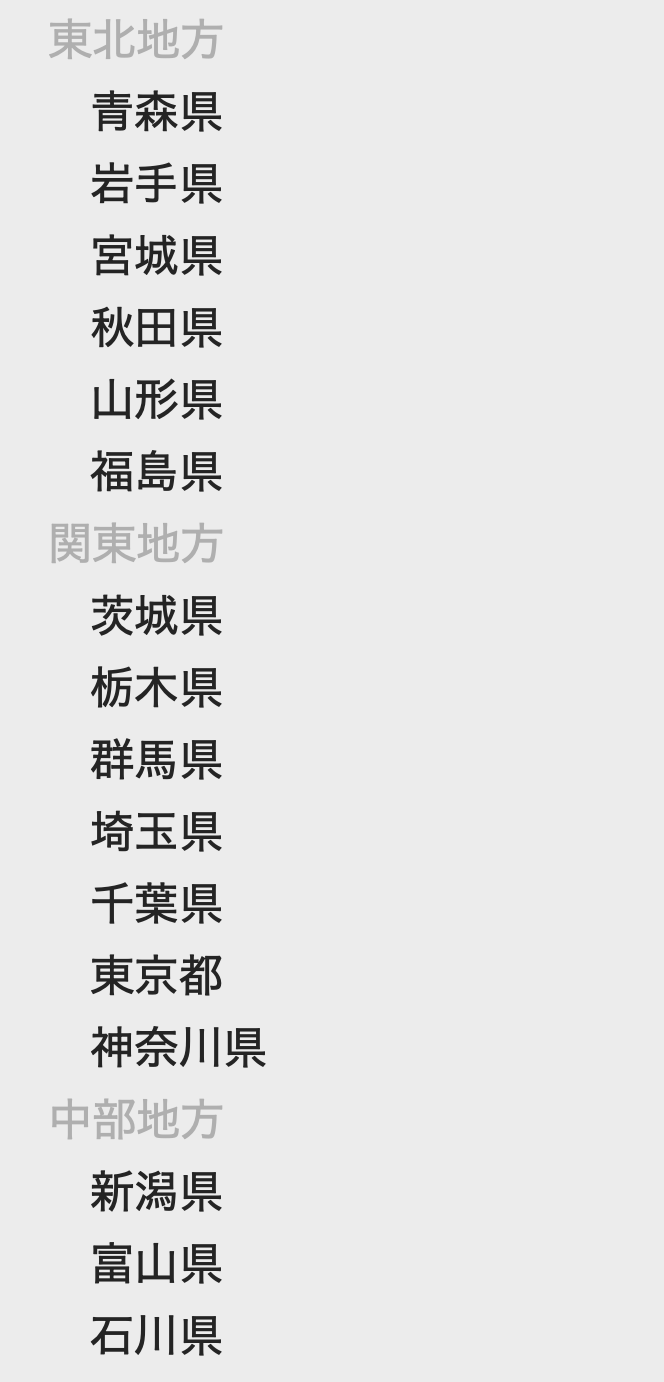 東北地方
青森県
岩手県
宮城県
秋田県
山形県
福島県
関東地方
茨城県
栃木県
群馬県
埼玉県
千葉県
東京都
神奈川県
中部地方
新潟県
富山県
石川県